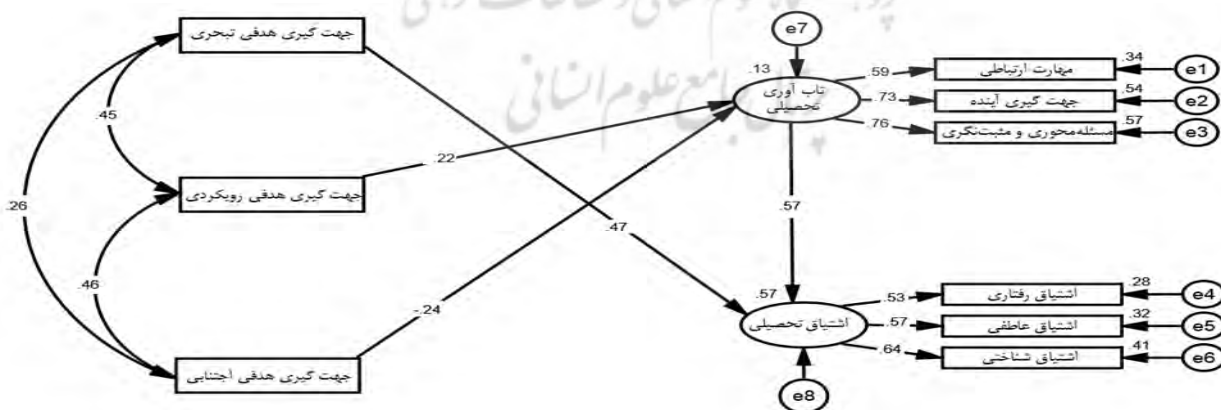 جهت گیری هدفی تبحری
جهت گیری هدفی رویکردی
جهت گیری هدفی اجتنابی
.45
.26
.46
.22
.47
-.24
e7
.13
تاب آوری
تحصیلی
.59
.73
.76
.34
مهارت ارتباطی
e1
.54
جهت گیری آینده
e2
.57
مسئله‌محوری و مثبت‌نگری
e3
.57
.57
اشتیاق تحصیلی
e8
.53
.57
.64
.28
اشتیاق رفتاری
e4
.32
اشتیاق عاطفی
e5
.41
اشتیاق شناختی
e6
جامع علوم انسانی